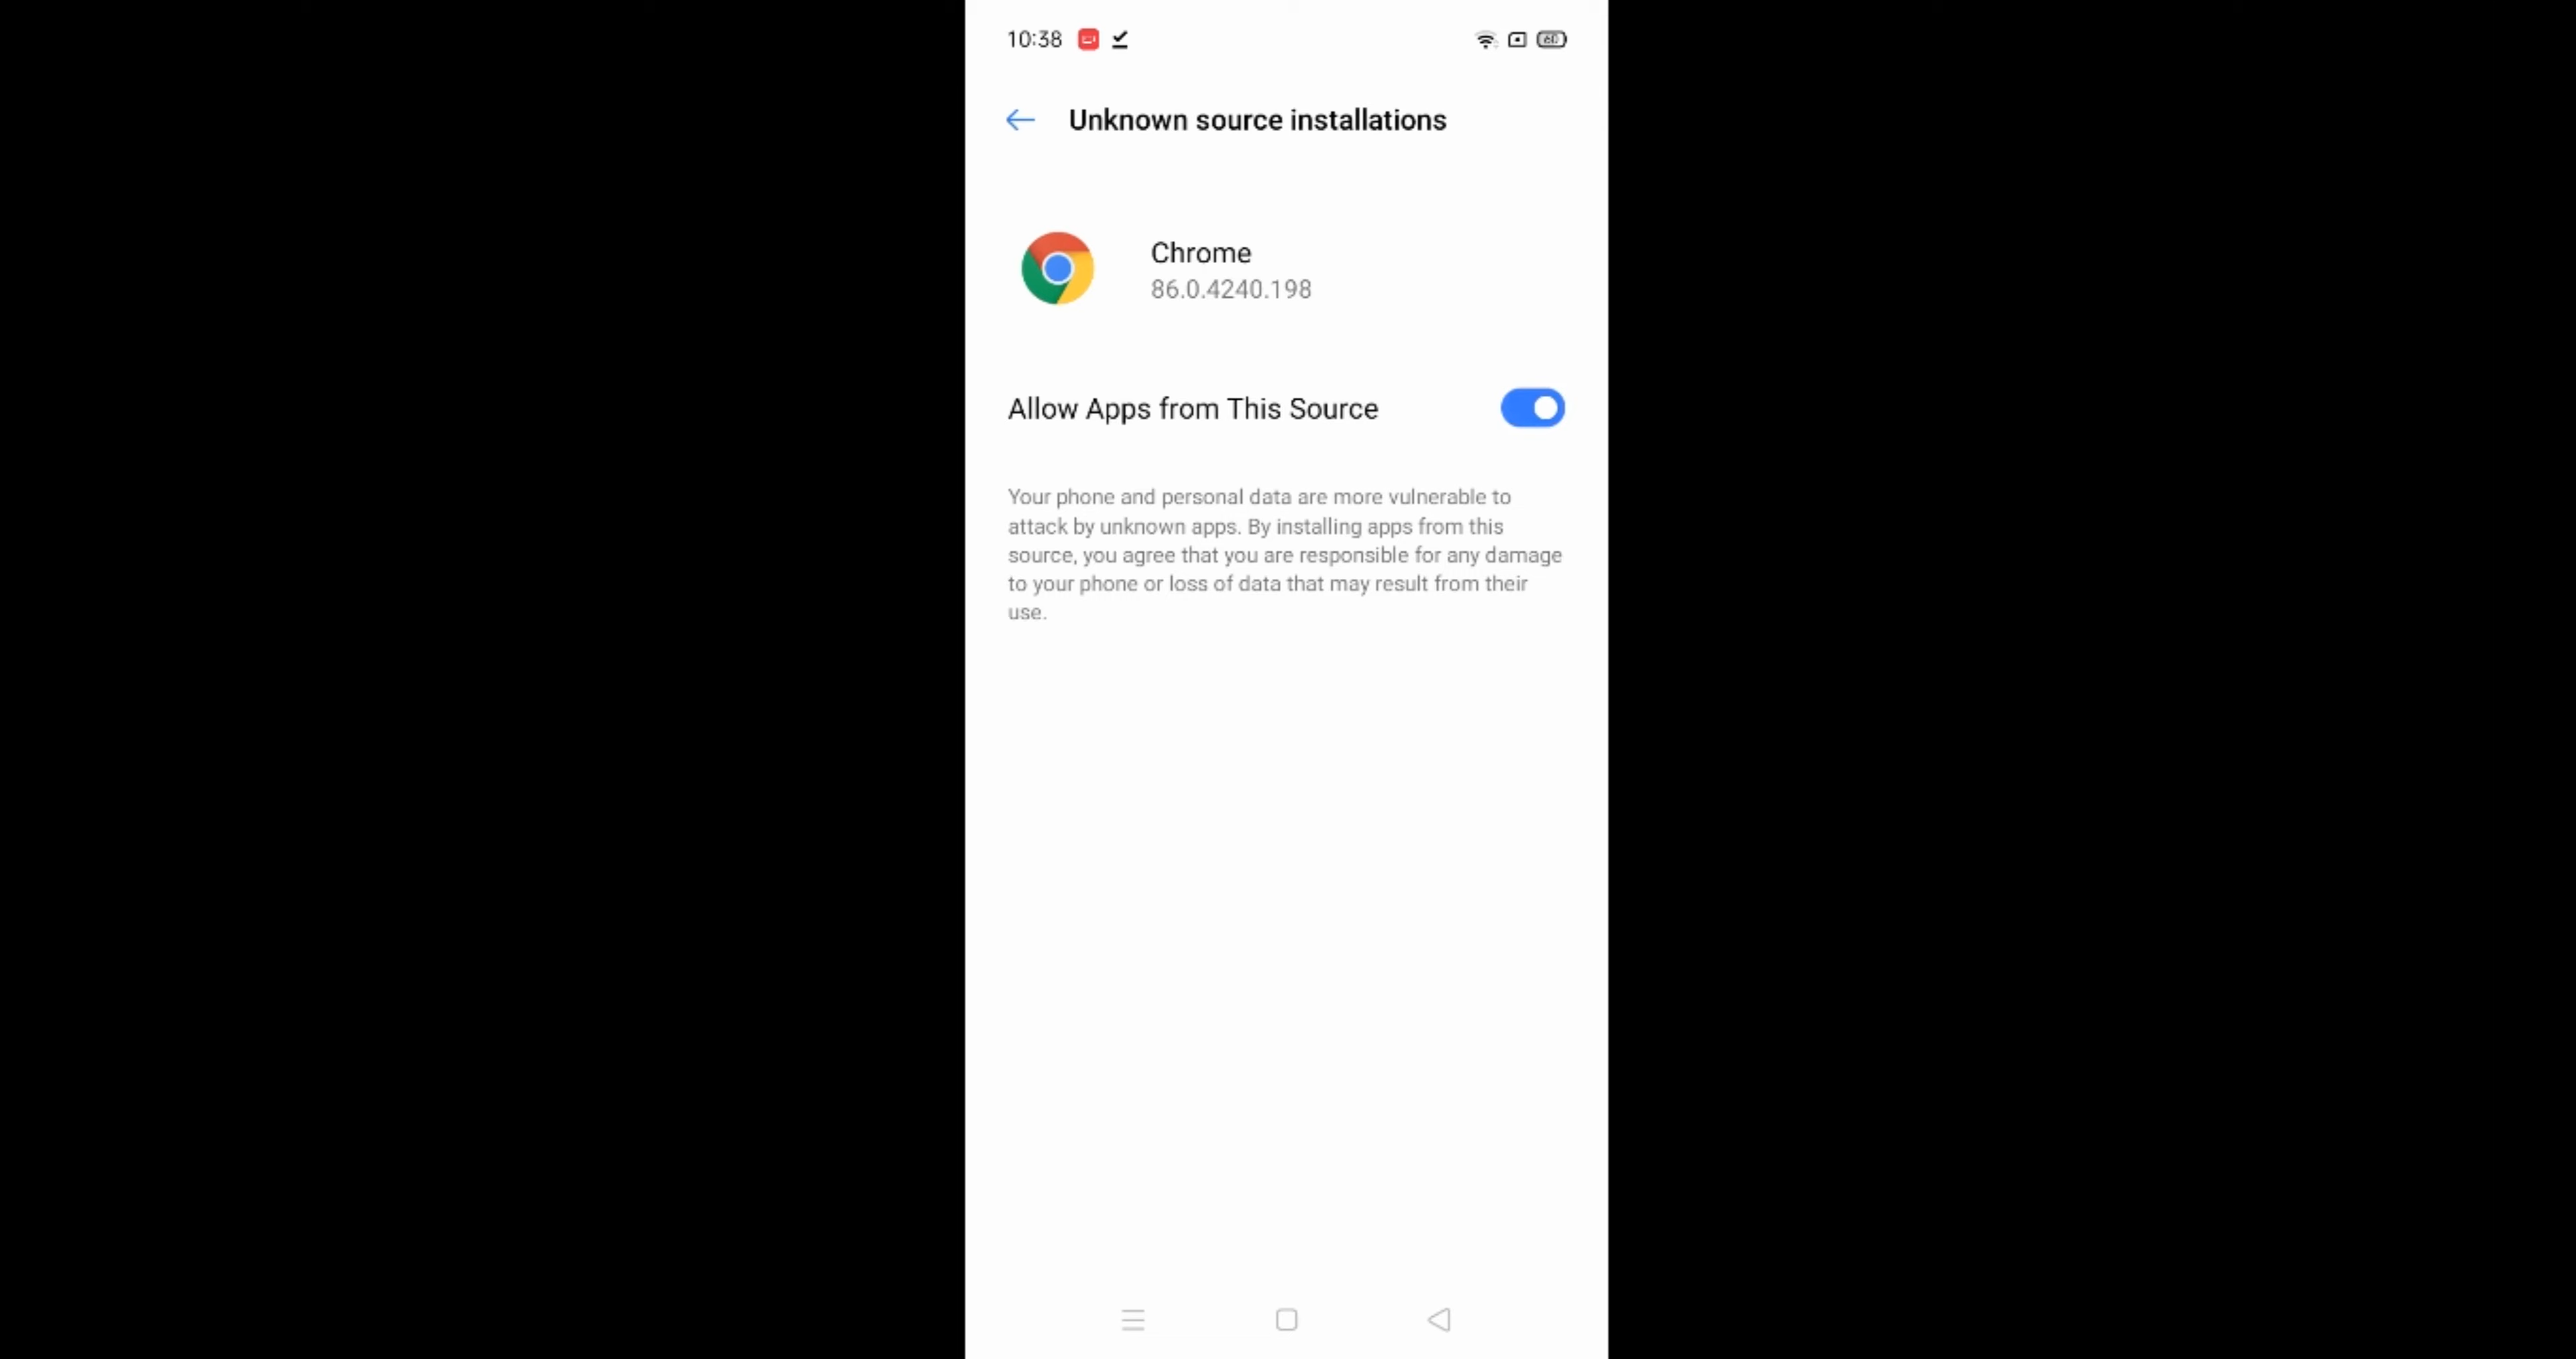 10:38
60
Unknown source installations
Chrome
86.0.4240.198
Allow Apps from This Source
Your phone and personal data are more vulnerable to
attack by unknown apps. By installing apps from this
source, you agree that you are responsible for any damage
to your phone or loss of data that may result from their
use.